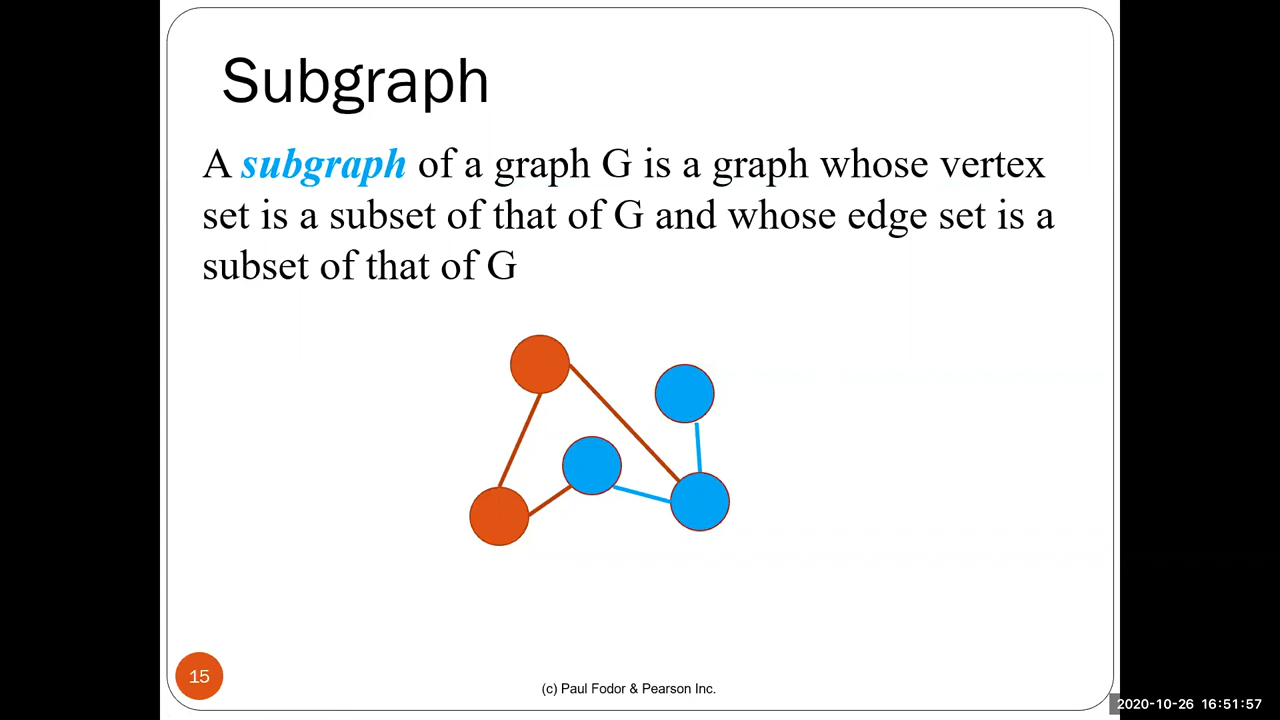 Subgraph
A subgraph of a graph G is a graph whose vertex
set is a subset of that of G and whose edge set is a
subset of that of G
15
(c) Paul Fodor & Pearson Inc.
2020-10-26 16:51:57